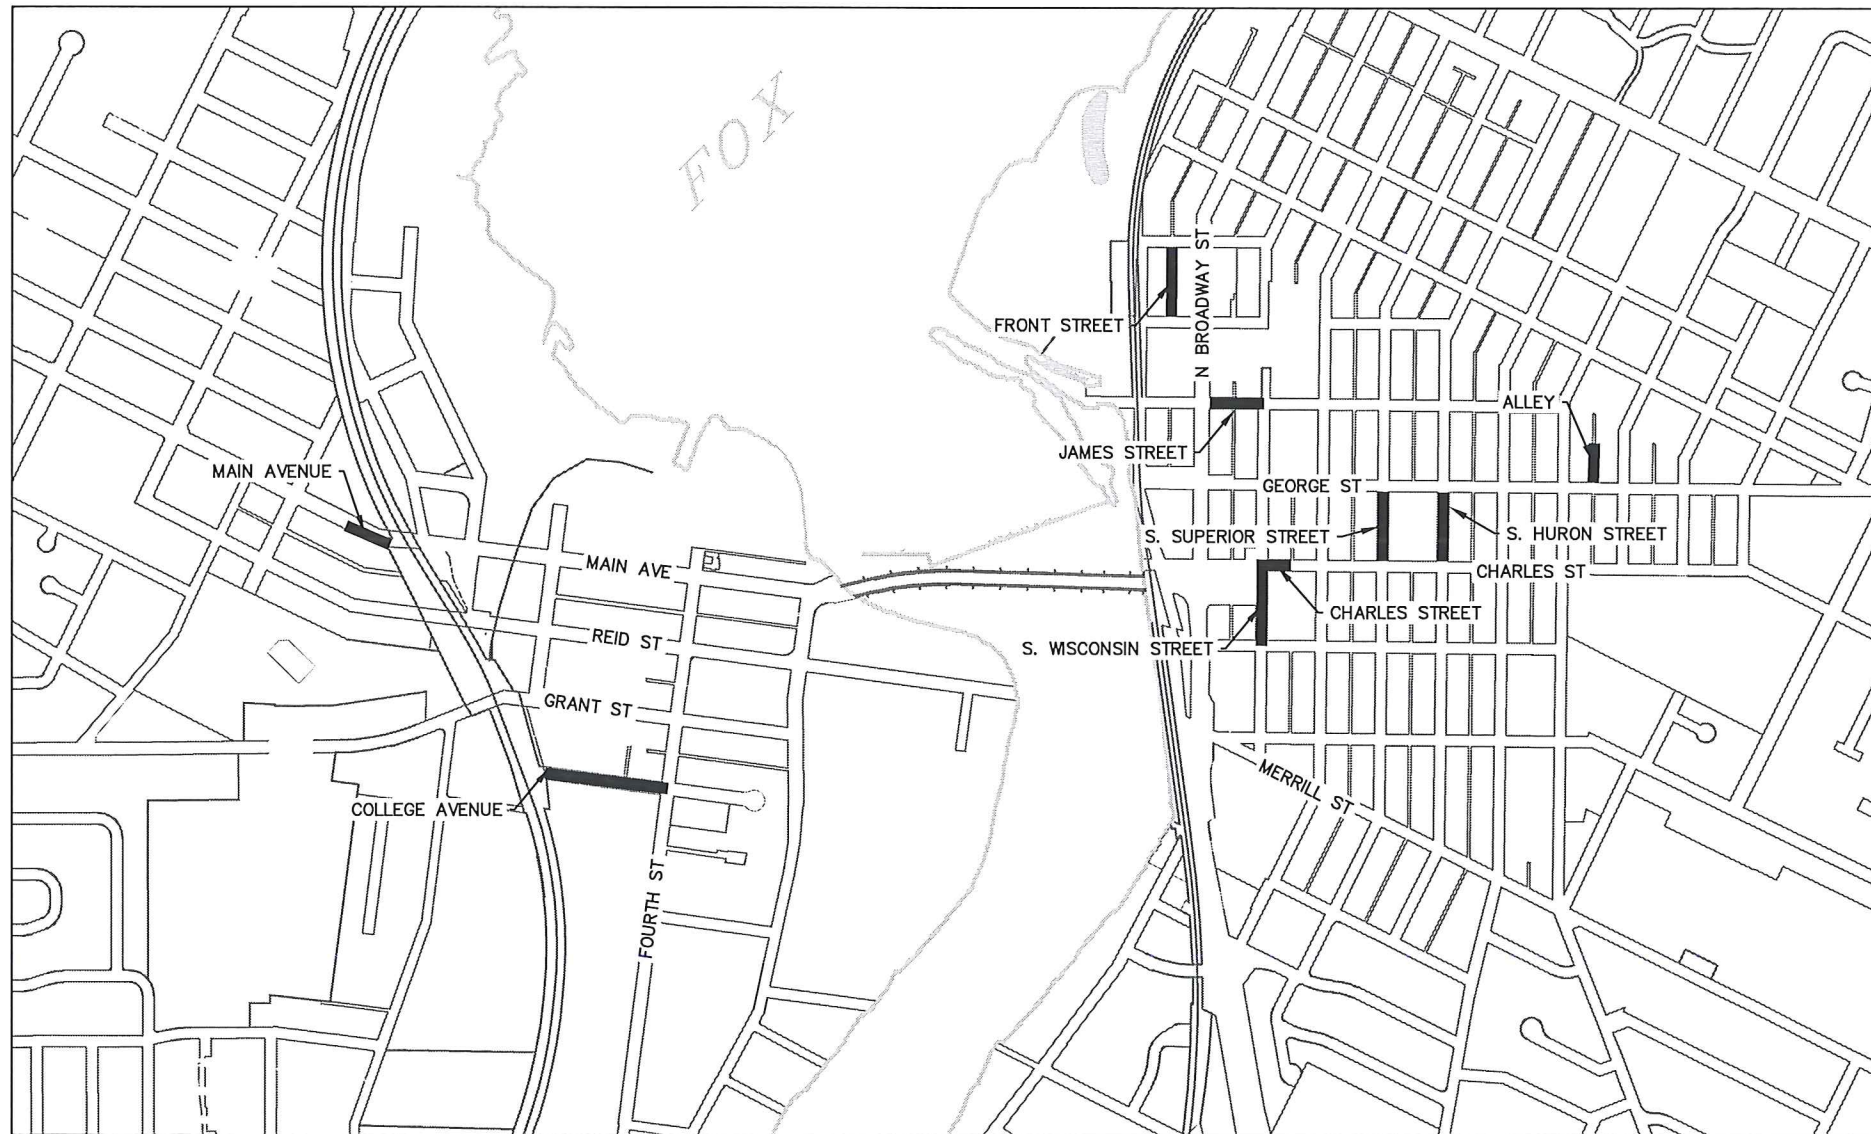 FOX
N BROADWAY ST
FRONT STREET
ALLEY
JAMES STREET
MAIN AVENUE
GEORGE ST
S. SUPERIOR STREET
S. HURON STREET
MAIN AVE
CHARLES ST
CHARLES STREET
REID ST
S. WISCONSIN STREET
GRANT ST
MERRILL ST
COLLEGE AVENUE
FOURTH ST